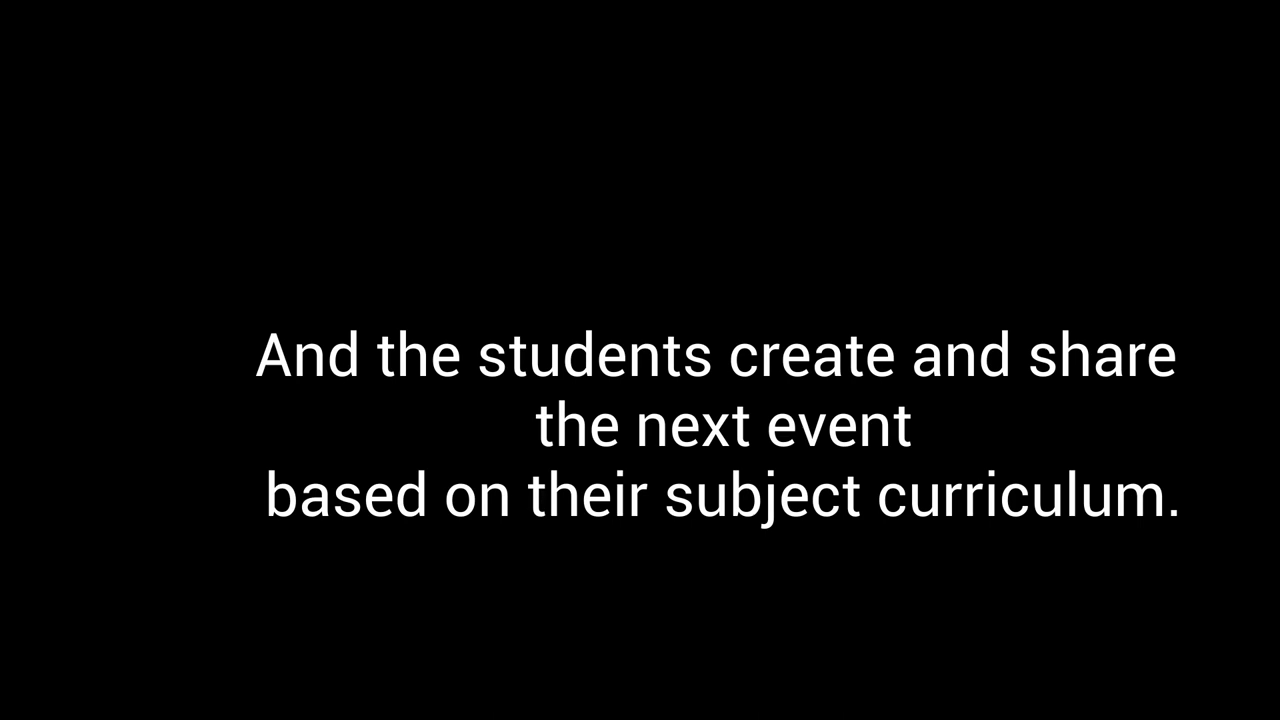 And the students create and share
the next event
based on their subject curriculum.